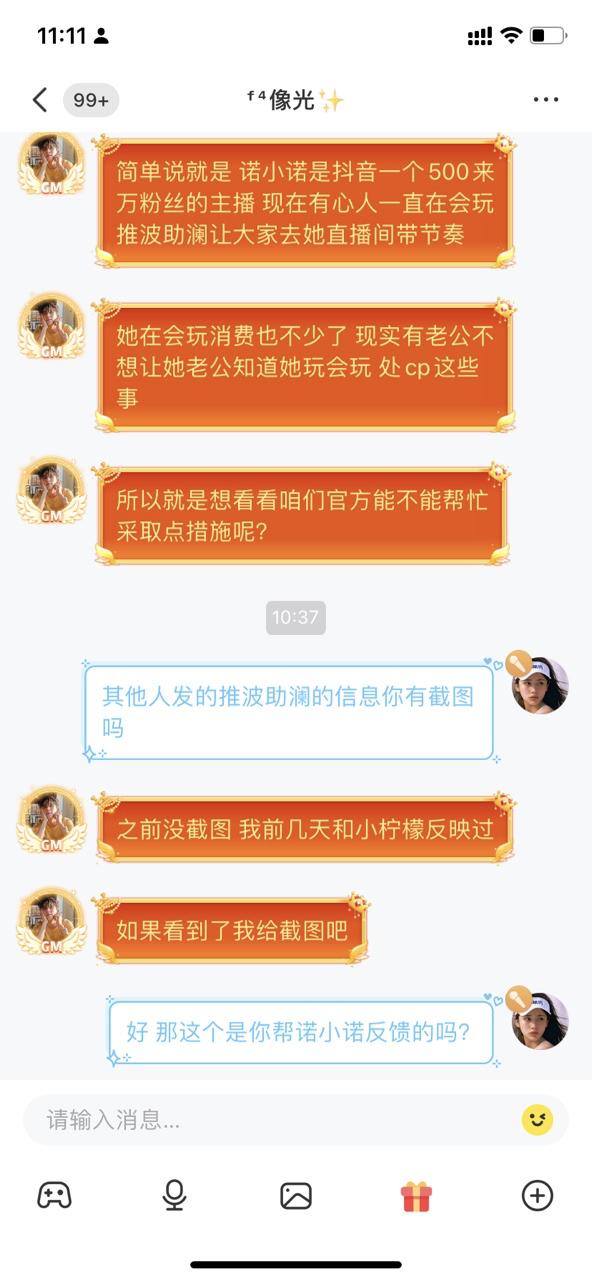 11:11
99+
ᶠ⁴像光✨
简单说就是 诺小诺是抖音一个500来
万粉丝的主播 现在有心人一直在会玩
推波助澜让大家去她直播间带节奏
GM
她在会玩消费也不少了 现实有老公不
想让她老公知道她玩会玩 处cp这些
事
GM
所以就是想看看咱们官方能不能帮忙
采取点措施呢?
GM
10:37
其他人发的推波助澜的信息你有截图
吗
之前没截图 我前几天和小柠檬反映过
GM
如果看到了我给截图吧
GM
好 那这个是你帮诺小诺反馈的吗?
请输入消息...